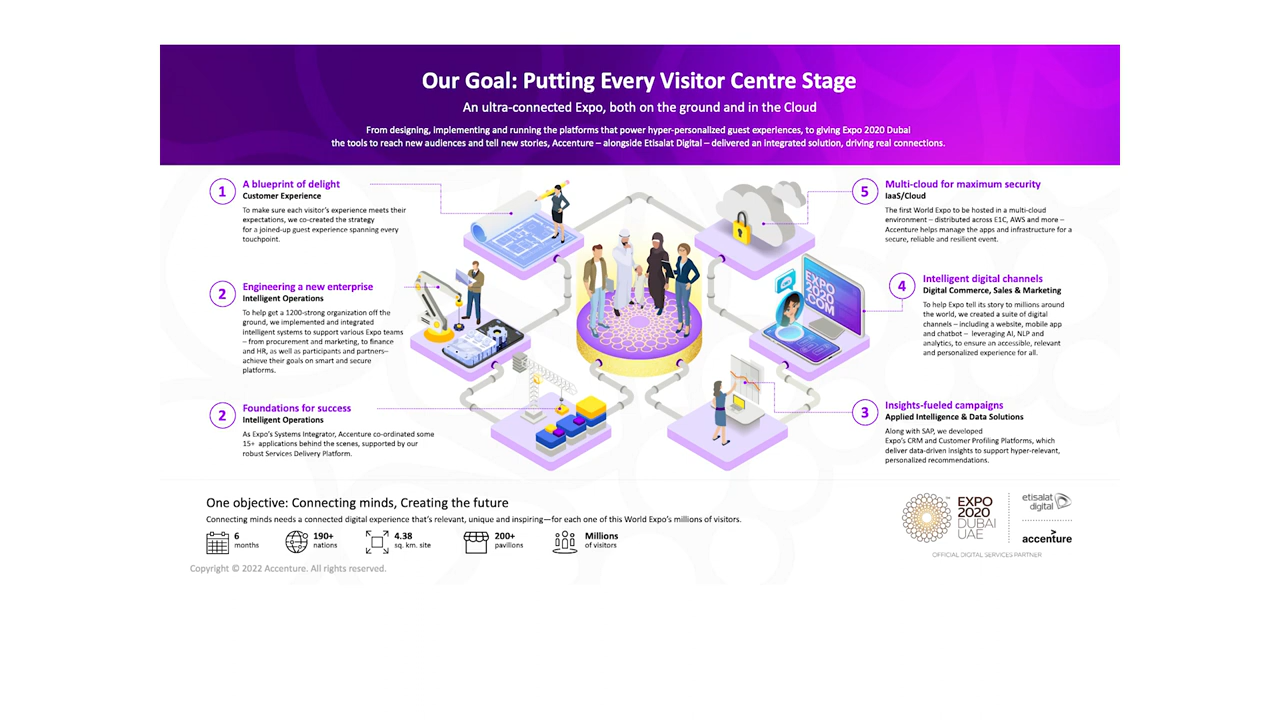 Our Goal: Putting Every Visitor Centre Stage
An ultra-connected Expo, both on the ground and in the Cloud
From designing, implementing and running the platforms that power hyper-personalized guest experiences, to giving Expo 2020 Dubai
the tools to reach new audiences and tell new stories, Accenture – alongside Etisalat Digital – delivered an integrated solution, driving real connections.
1
A blueprint of delight
Customer Experience
To make sure each visitor's experience meets their
expectations, we co-created the strategy
for a joined-up guest experience spanning every
touchpoint.
2
Engineering a new enterprise
Intelligent Operations
To help get a 1200-strong organization off the
ground, we implemented and integrated
intelligent systems to support various Expo teams
– from procurement and marketing, to finance
and HR, as well as participants and partners–
achieve their goals on smart and secure
platforms.
2
Foundations for success
Intelligent Operations
As Expo's Systems Integrator, Accenture co-ordinated some
15+ applications behind the scenes, supported by our
robust Services Delivery Platform.
5
Multi-cloud for maximum security
IaaS/Cloud
The first World Expo to be hosted in a multi-cloud
environment – distributed across E1C, AWS and more –
Accenture helps manage the apps and infrastructure for a
secure, reliable and resilient event.
4
Intelligent digital channels
Digital Commerce, Sales & Marketing
To help Expo tell its story to millions around
the world, we created a suite of digital
channels – including a website, mobile app
and chatbot – leveraging AI, NLP and
analytics, to ensure an accessible, relevant
and personalized experience for all.
EXPO
2020
2020
.COM
3
Insights-fueled campaigns
Applied Intelligence & Data Solutions
Along with SAP, we developed
Expo's CRM and Customer Profiling Platforms, which
deliver data-driven insights to support hyper-relevant,
personalized recommendations.
One objective: Connecting minds, Creating the future
Connecting minds needs a connected digital experience that's relevant, unique and inspiring—for each one of this World Expo's millions of visitors.
6
months
190+
nations
4.38
sq. km. site
200+
pavilions
Millions
of visitors
TM
EXPO
2020
DUBAI
UAE
etisalat
digital
>
accenture
OFFICIAL DIGITAL SERVICES PARTNER
Copyright © 2022 Accenture. All rights reserved.